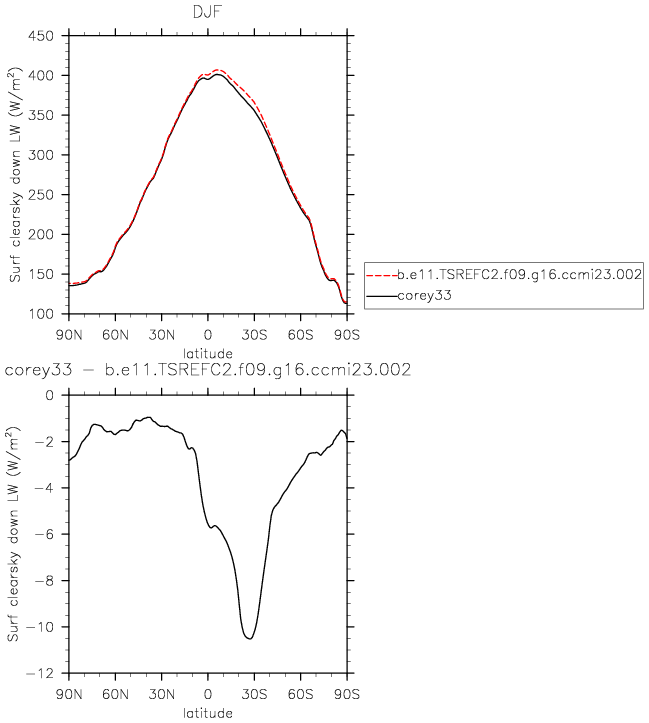 DJF
Surf clearsky down LW (W/m²)
450
400
350
300
250
200
150
100
90N 60N 30N 0 30S 60S 90S
latitude
b.e11.TSREFC2.f09.g16.ccmi23.002
corey33
corey33 − b.e11.TSREFC2.f09.g16.ccmi23.002
Surf clearsky down LW (W/m²)
0
−2
−4
−6
−8
−10
−12
90N 60N 30N 0 30S 60S 90S
latitude